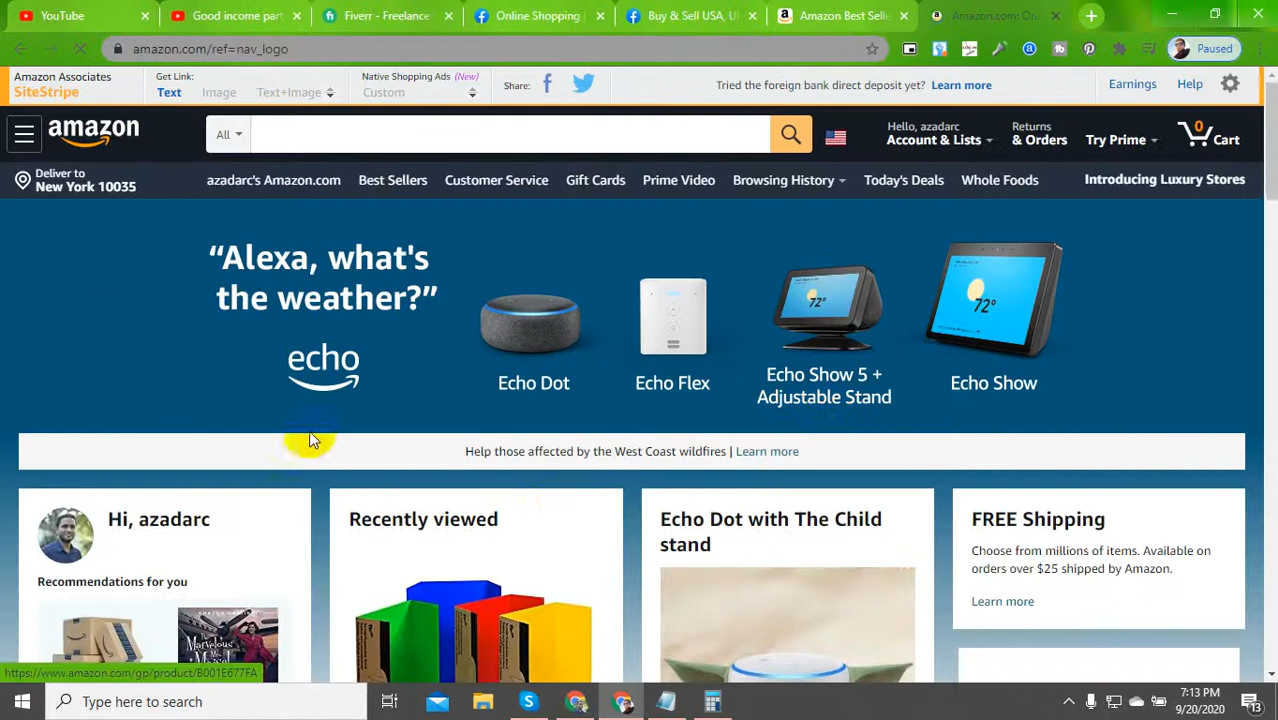 YouTube
Good income part
Fiverr - Freelance
Online Shopping
Buy & Sell USA, U
Amazon Best Selle
Amazon.com: On
amazon.com/ref=nav_logo
Paused
Amazon Associates
SiteStripe
Get Link:
Text Image Text+Image
Native Shopping Ads (New)
Custom
Share:
Tried the foreign bank direct deposit yet? Learn more
Earnings Help
amazon
All
Hello, azadarc
Account & Lists
Returns
& Orders
Try Prime
0
Cart
Deliver to
New York 10035
azadarc's Amazon.com Best Sellers Customer Service Gift Cards Prime Video Browsing History Today's Deals Whole Foods Introducing Luxury Stores
“Alexa, what's
the weather?”
echo
72°
72°
Echo Dot
Echo Flex
Echo Show 5 +
Adjustable Stand
Echo Show
Help those affected by the West Coast wildfires | Learn more
Hi, azadarc
Recommendations for you
Recently viewed
Echo Dot with The Child
stand
FREE Shipping
Choose from millions of items. Available on
orders over $25 shipped by Amazon.
Learn more
https://www.amazon.com/gp/product/B001E677FA
Type here to search
7:13 PM
9/20/2020
13